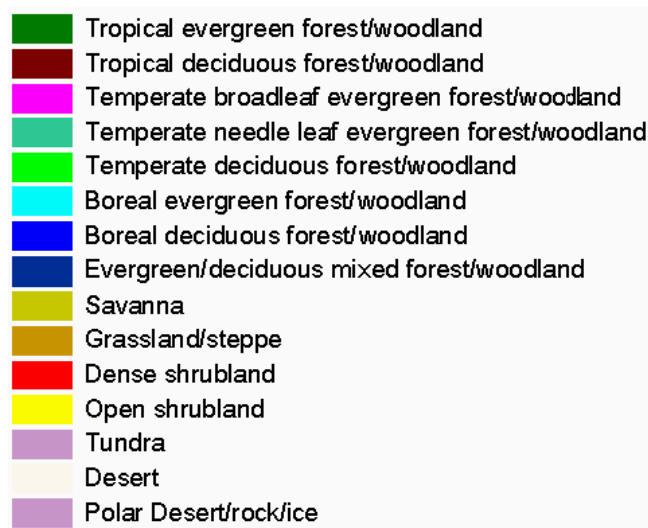 Tropical evergreen forest/woodland
Tropical deciduous forest/woodland
Temperate broadleaf evergreen forest/woodland
Temperate needle leaf evergreen forest/woodland
Temperate deciduous forest/woodland
Boreal evergreen forest/woodland
Boreal deciduous forest/woodland
Evergreen/deciduous mixed forest/woodland
Savanna
Grassland/steppe
Dense shrubland
Open shrubland
Tundra
Desert
Polar Desert/rock/ice